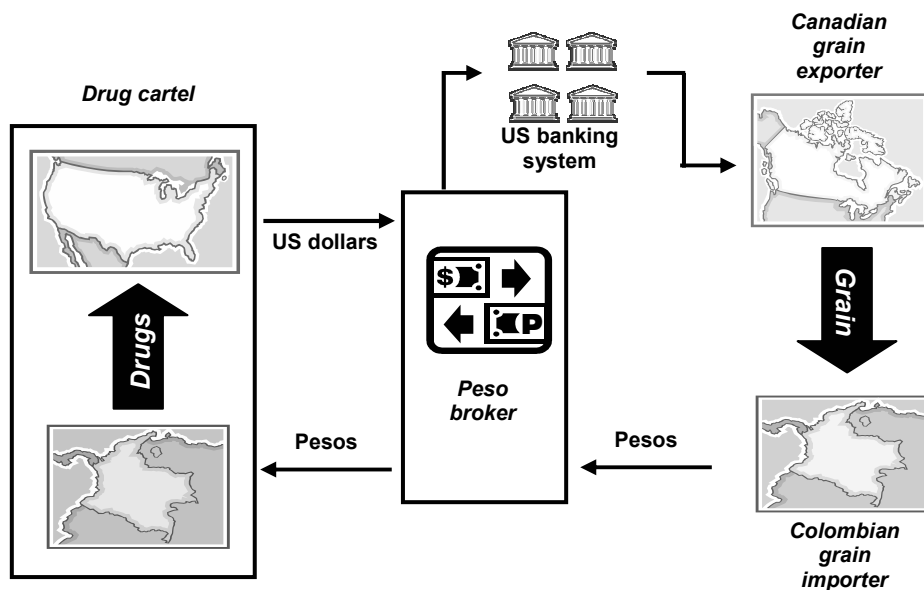 Drug cartel
US dollars
Drugs
Pesos
$
P
Peso
broker
US banking
system
Canadian
grain
exporter
Grain
Pesos
Colombian
grain
importer